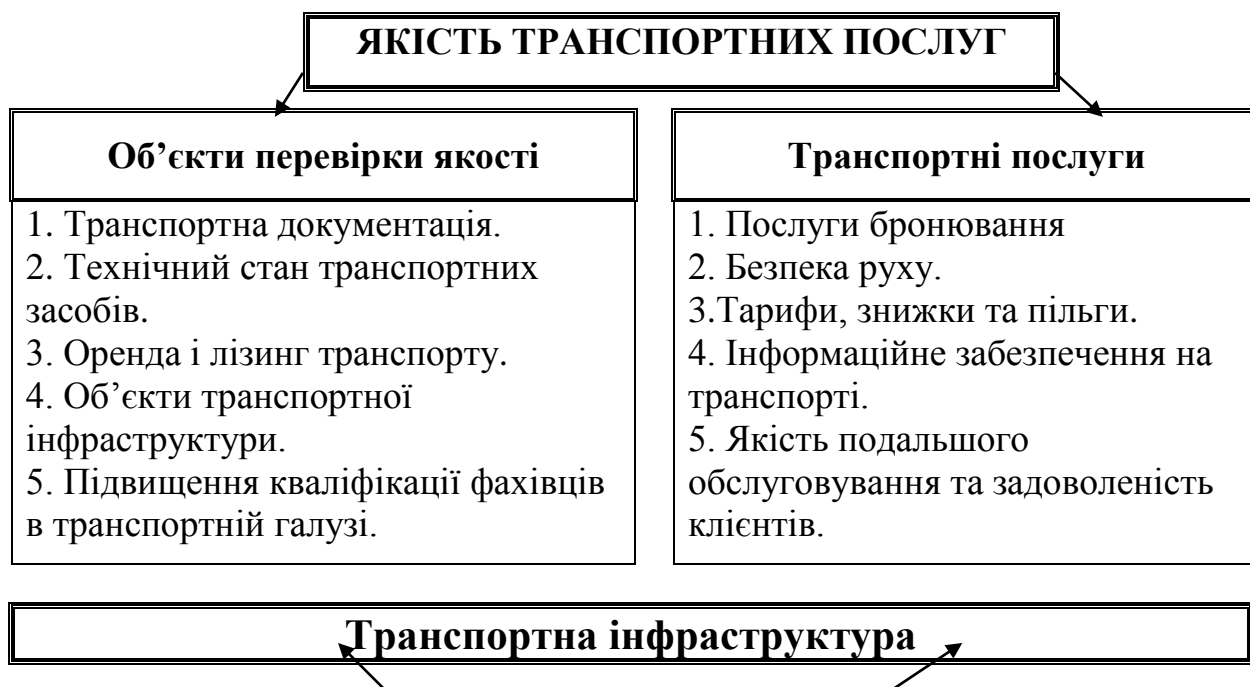 ЯКІСТЬ ТРАНСПОРТНИХ ПОСЛУГ
Об’єкти перевірки якості
1. Транспортна документація.
2. Технічний стан транспортних
засобів.
3. Оренда і лізинг транспорту.
4. Об’єкти транспортної
інфраструктури.
5. Підвищення кваліфікації фахівців
в транспортній галузі.
Транспортні послуги
1. Послуги бронювання
2. Безпека руху.
3.Тарифи, знижки та пільги.
4. Інформаційне забезпечення на
транспорті.
5. Якість подальшого
обслуговування та задоволеність
клієнтів.
Транспортна інфраструктура